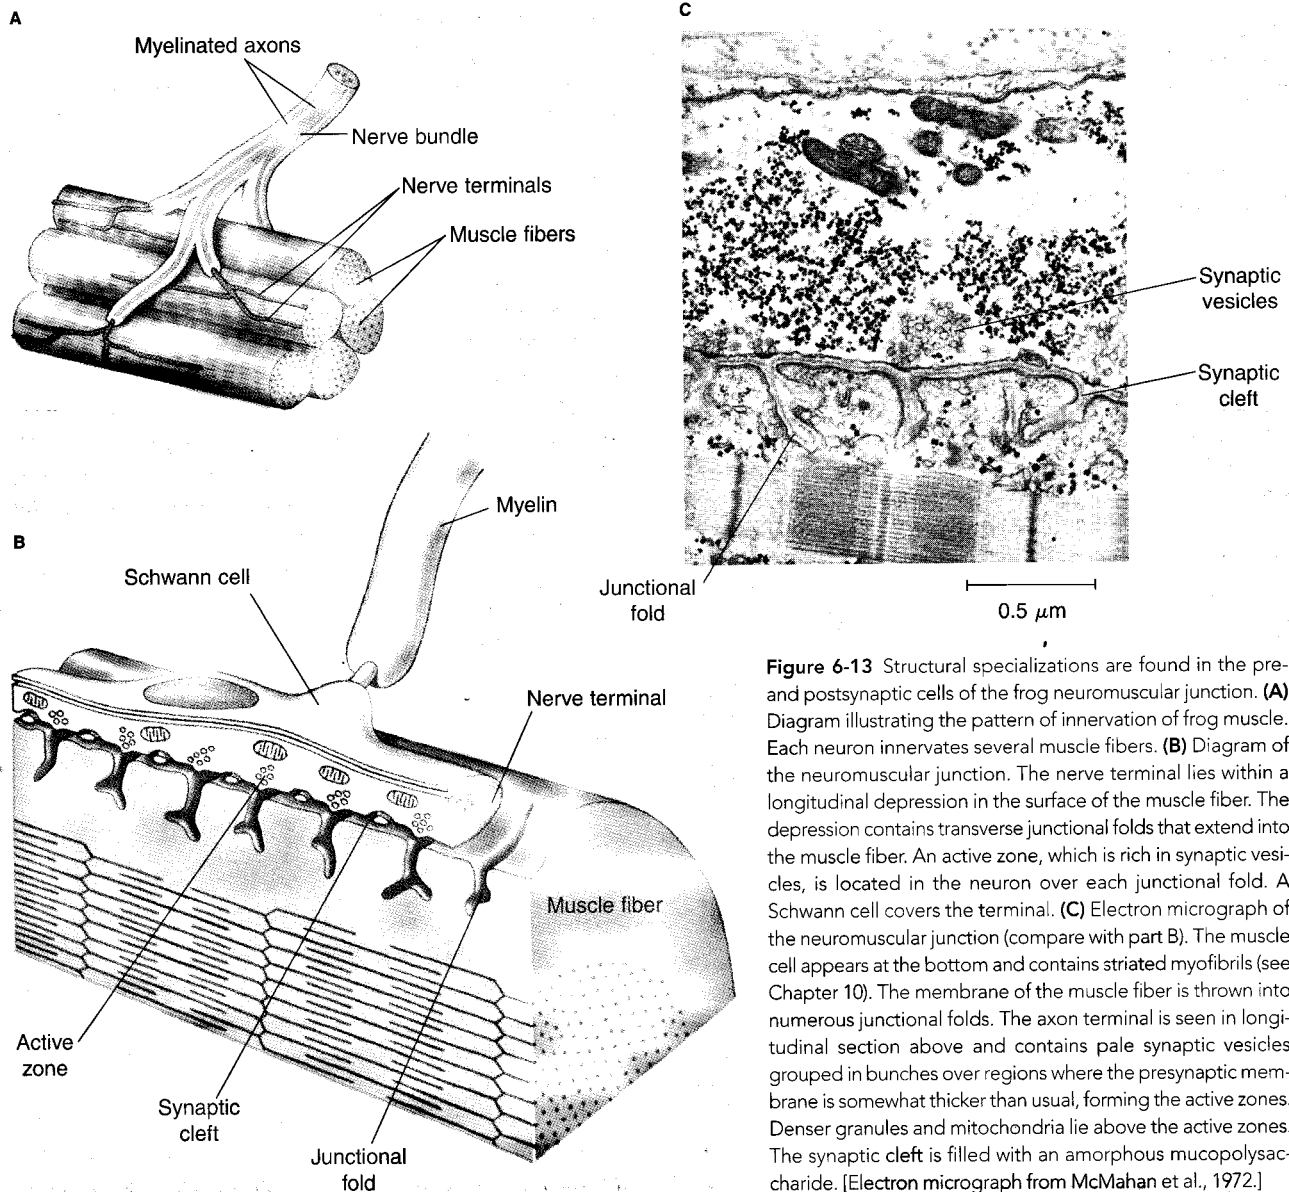 A
Myelinated axons
Nerve bundle
Nerve terminals
Muscle fibers
B
Schwann cell
Myelin
Nerve terminal
Muscle fiber
Active
zone
Synaptic
cleft
Junctional
fold
C
Synaptic
vesicles
Synaptic
cleft
Junctional
fold
0.5 μm
Figure 6-13 Structural specializations are found in the pre-
and postsynaptic cells of the frog neuromuscular junction. (A)
Diagram illustrating the pattern of innervation of frog muscle.
Each neuron innervates several muscle fibers. (B) Diagram of
the neuromuscular junction. The nerve terminal lies within a
longitudinal depression in the surface of the muscle fiber. The
depression contains transverse junctional folds that extend into
the muscle fiber. An active zone, which is rich in synaptic vesi-
cles, is located in the neuron over each junctional fold. A
Schwann cell covers the terminal. (C) Electron micrograph of
the neuromuscular junction (compare with part B). The muscle
cell appears at the bottom and contains striated myofibrils (see
Chapter 10). The membrane of the muscle fiber is thrown into
numerous junctional folds. The axon terminal is seen in longi-
tudinal section above and contains pale synaptic vesicles
grouped in bunches over regions where the presynaptic mem-
brane is somewhat thicker than usual, forming the active zones.
Denser granules and mitochondria lie above the active zones.
The synaptic cleft is filled with an amorphous mucopolysac-
charide. [Electron micrograph from McMahan et al., 1972.]